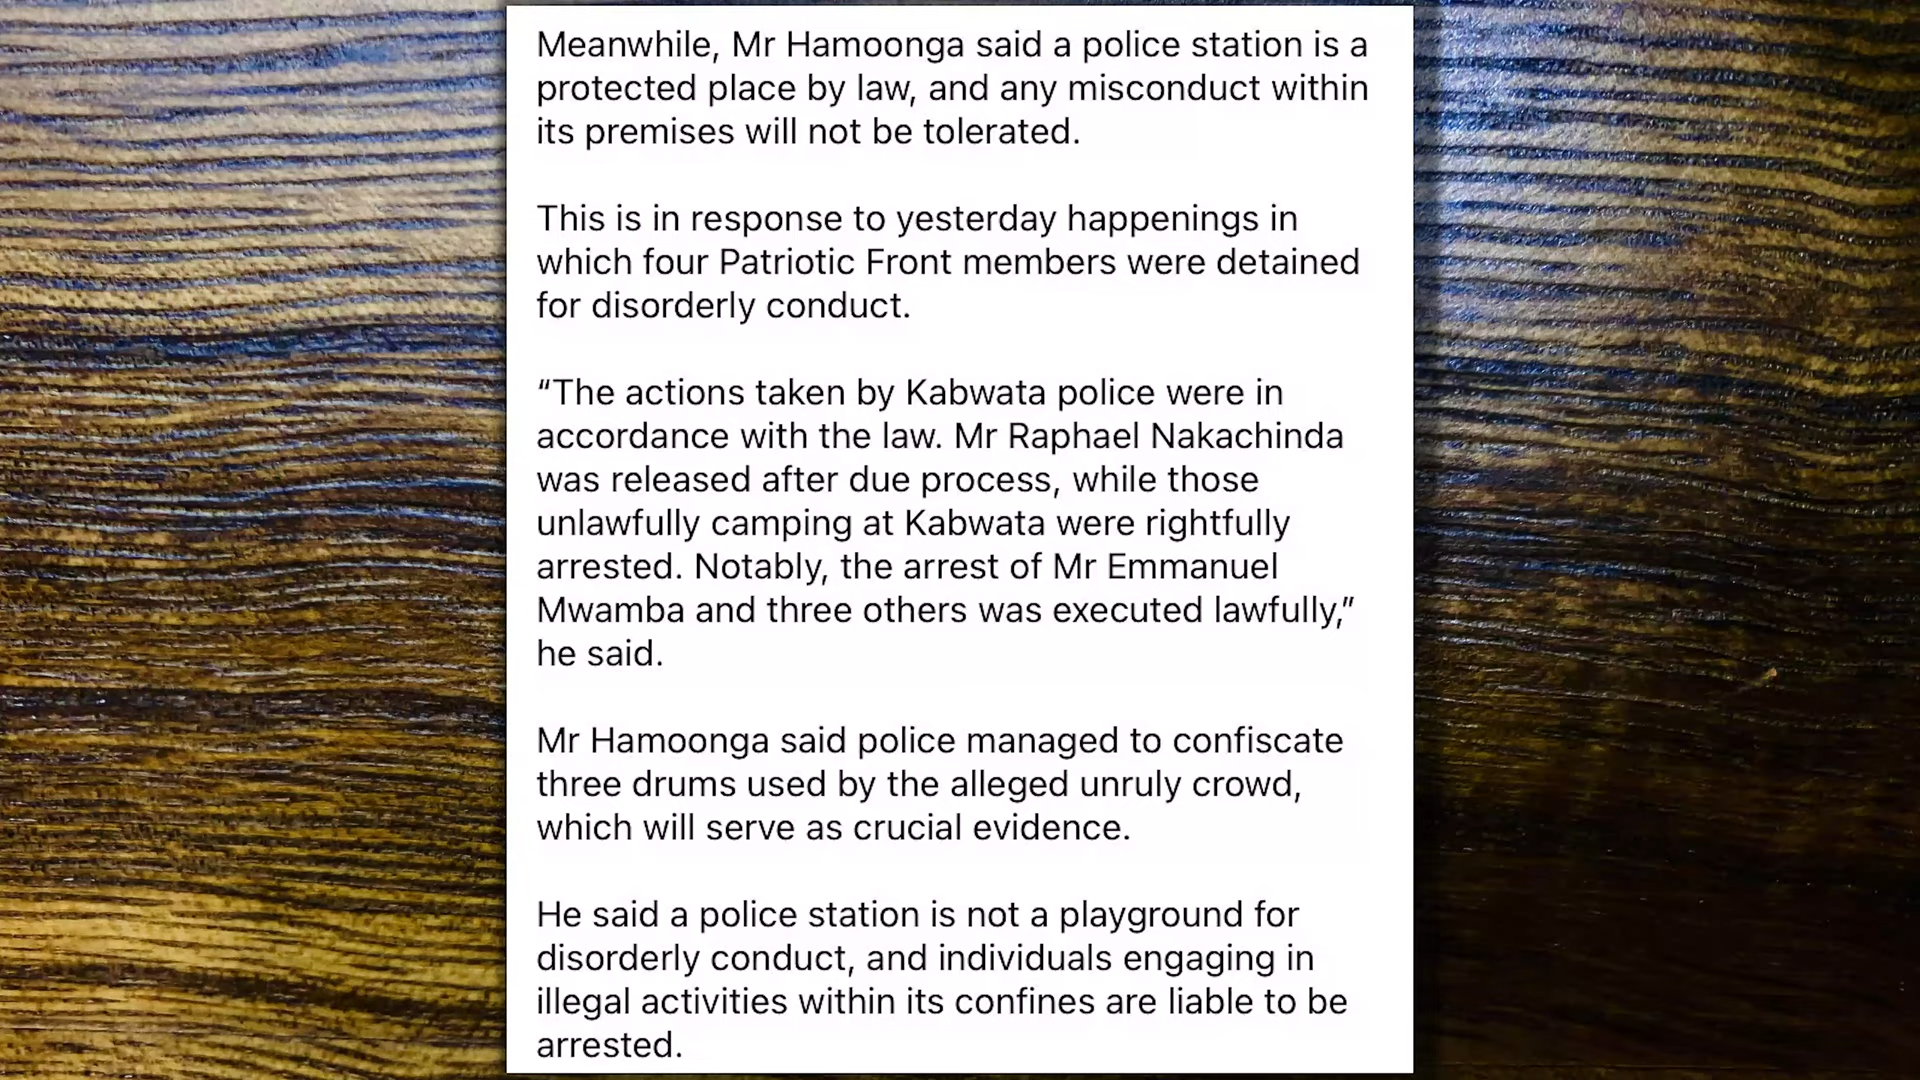 Meanwhile, Mr Hamoonga said a police station is a
protected place by law, and any misconduct within
its premises will not be tolerated.
This is in response to yesterday happenings in
which four Patriotic Front members were detained
for disorderly conduct.
“The actions taken by Kabwata police were in
accordance with the law. Mr Raphael Nakachinda
was released after due process, while those
unlawfully camping at Kabwata were rightfully
arrested. Notably, the arrest of Mr Emmanuel
Mwamba and three others was executed lawfully,”
he said.
Mr Hamoonga said police managed to confiscate
three drums used by the alleged unruly crowd,
which will serve as crucial evidence.
He said a police station is not a playground for
disorderly conduct, and individuals engaging in
illegal activities within its confines are liable to be
arrested.